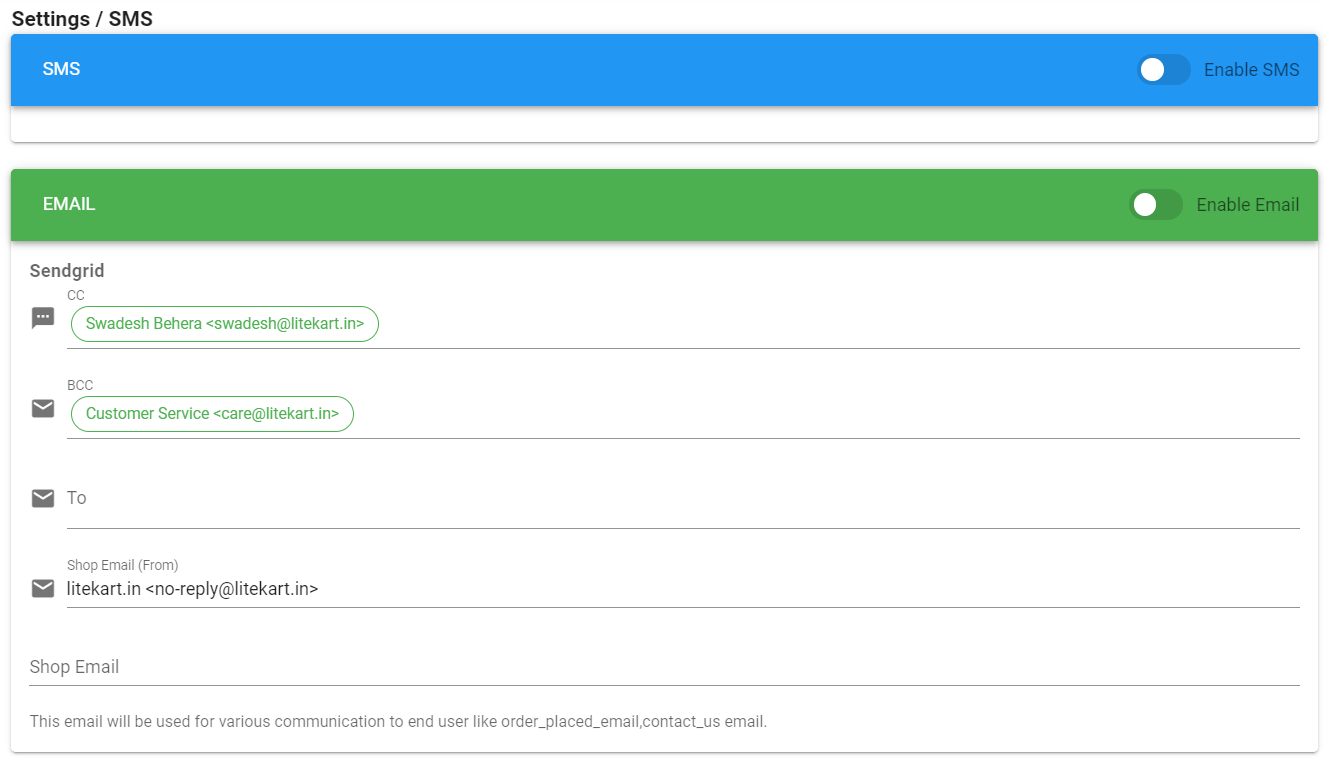 Settings / SMS
SMS
Enable SMS
EMAIL
Enable Email
Sendgrid
CC
Swadesh Behera <swadesh@litekart.in>
BCC
Customer Service <care@litekart.in>
To
Shop Email (From)
litekart.in <no-reply@litekart.in>
Shop Email
This email will be used for various communication to end user like order_placed_email,contact_us email.